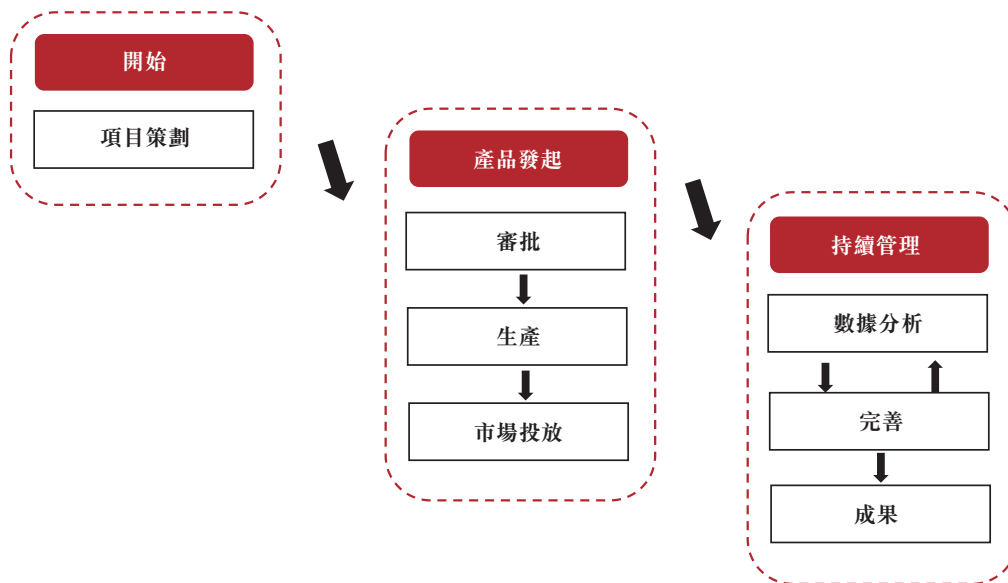 開始
項目策劃
產品發起
審批
生產
市場投放
持續管理
數據分析
完善
成果